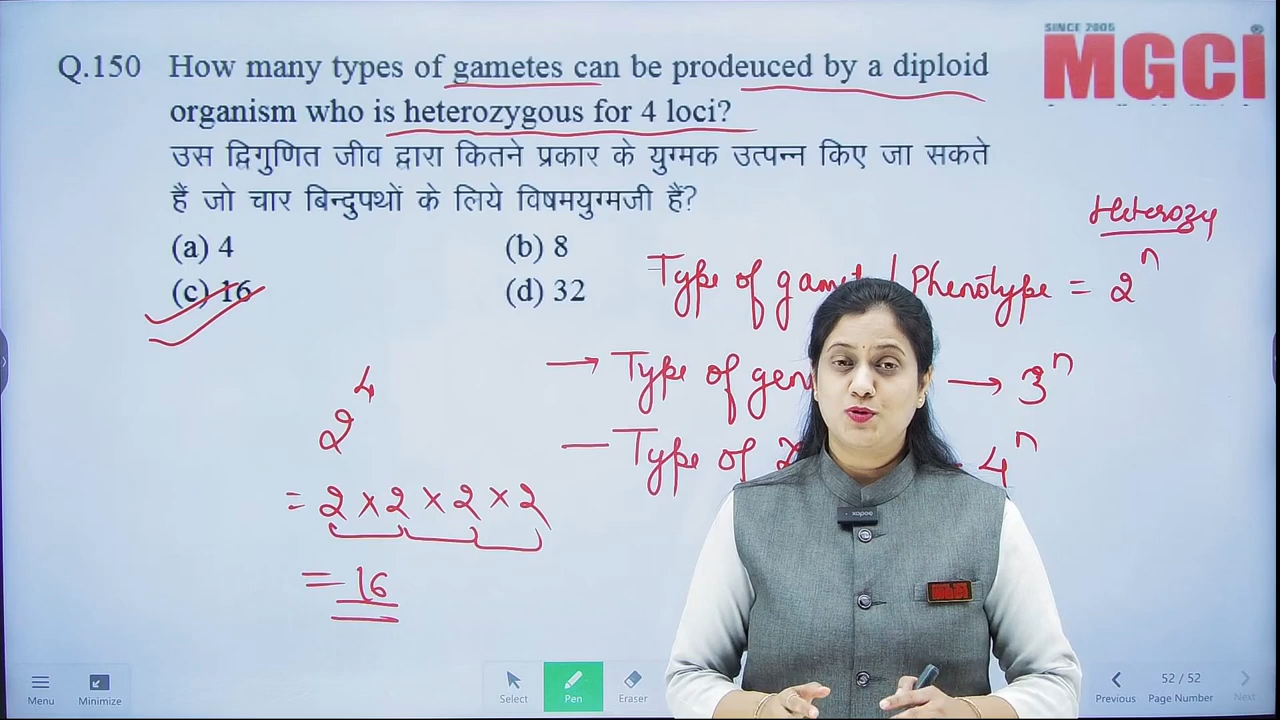 SINCE 2005
MGCI
Q.150 How many types of gametes can be prodeuced by a diploid
organism who is heterozygous for 4 loci?
उस द्विगुणित जीव द्वारा कितने प्रकार के युग्मक उत्पन्न किए जा सकते
हैं जो चार बिन्दुपथों के लिये विषमयुग्मजी हैं?
(a) 4 (b) 8
(c) 16 (d) 32
Heterozy
Type of / Phenotype = 2ⁿ
→ Type of → 3ⁿ
– Type of 4ⁿ
2⁴
= 2 × 2 × 2 × 2
= 16
godox
MGCI
Menu
Minimize
Select
Pen
Eraser
Previous
52 / 52
Page Number
Next